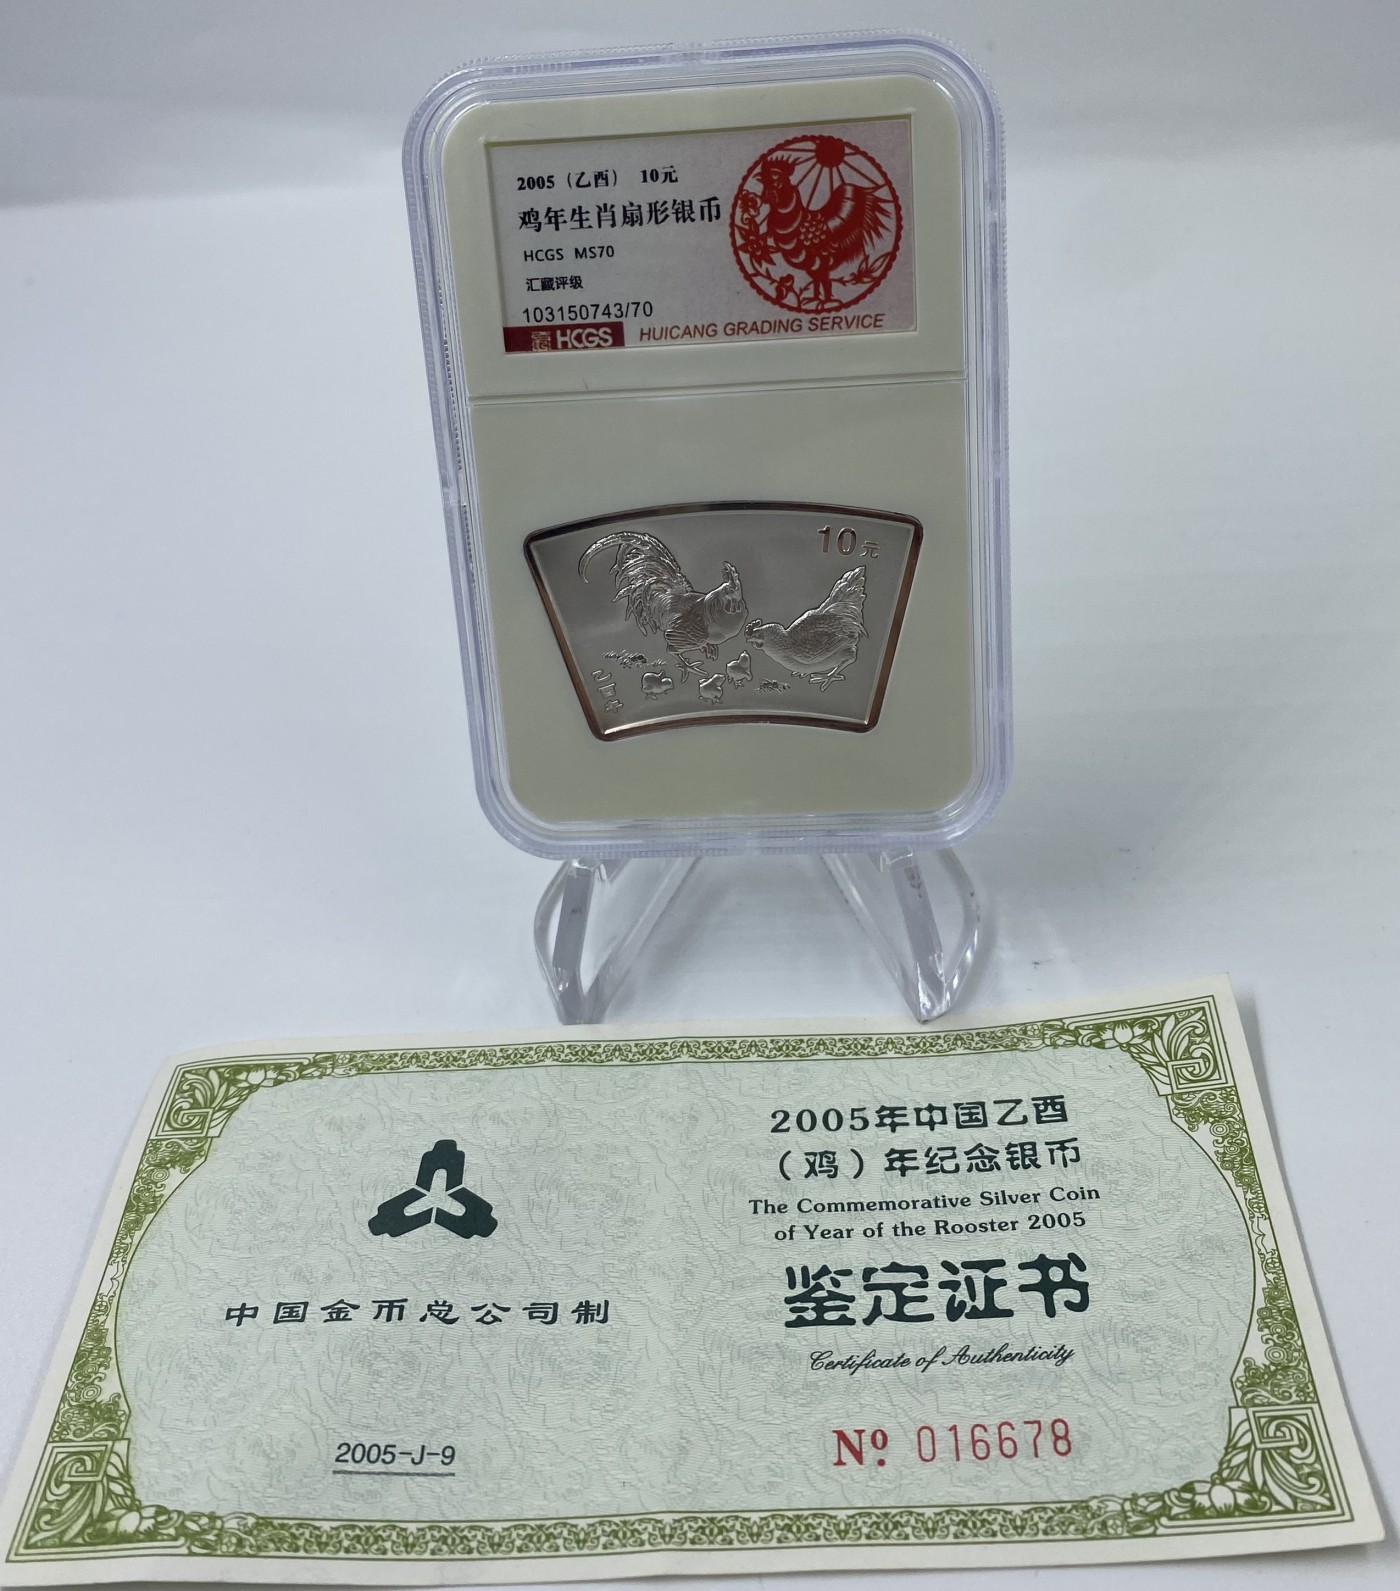 2005（乙酉） 10元
鸡年生肖扇形银币
HCGS MS70
汇藏评级
103150743/70
HCGS HUICANG GRADING SERVICE
10元
2005年中国乙酉
（鸡）年纪念银币
The Commemorative Silver Coin
of Year of the Rooster 2005
鉴定证书
Certificate of Authenticity
Nº 016678
中国金币总公司制
2005-J-9